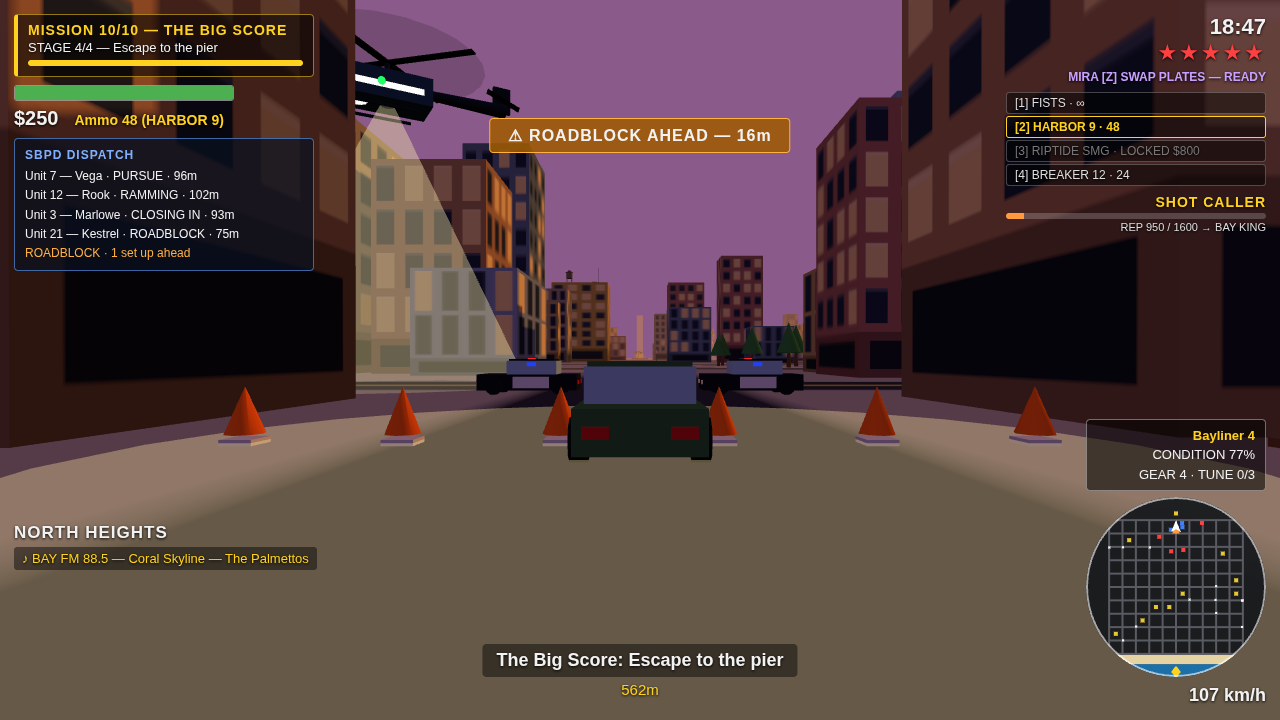 MISSION 10/10 — THE BIG SCORE
STAGE 4/4 — Escape to the pier
$250 Ammo 48 (HARBOR 9)
SBPD DISPATCH
Unit 7 — Vega · PURSUE · 96m
Unit 12 — Rook · RAMMING · 102m
Unit 3 — Marlowe · CLOSING IN · 93m
Unit 21 — Kestrel · ROADBLOCK · 75m
ROADBLOCK · 1 set up ahead
⚠ ROADBLOCK AHEAD — 16m
18:47
★★★★★
MIRA [Z] SWAP PLATES — READY
[1] FISTS · ∞
[2] HARBOR 9 · 48
[3] RIPTIDE SMG · LOCKED $800
[4] BREAKER 12 · 24
SHOT CALLER
REP 950 / 1600 → BAY KING
Bayliner 4
CONDITION 77%
GEAR 4 · TUNE 0/3
NORTH HEIGHTS
♪ BAY FM 88.5 — Coral Skyline — The Palmettos
The Big Score: Escape to the pier
562m
107 km/h